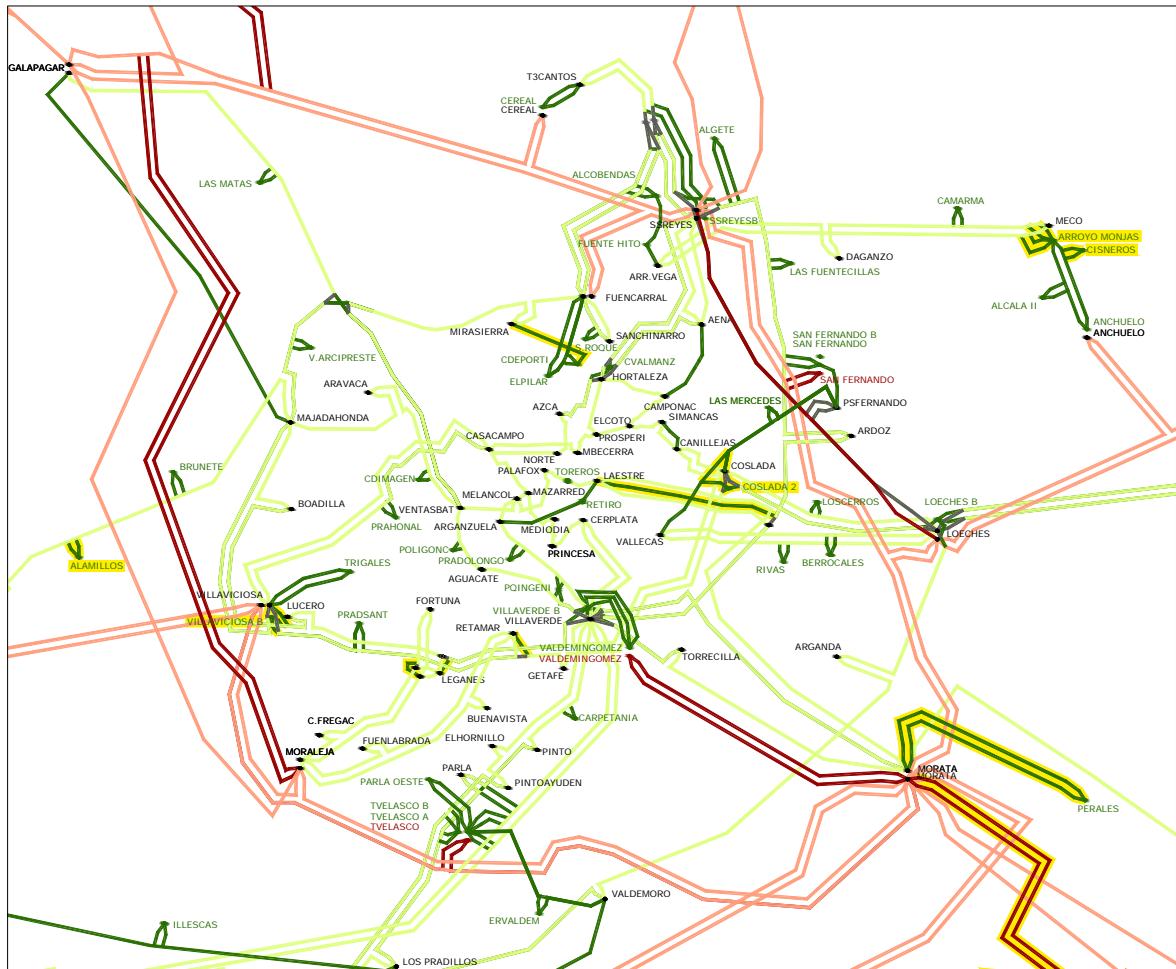 GALAPAGAR
T3CANTOS
CEREAL
CEREAL
ALGETE
LAS MATAS
ALCOBENDAS
CAMARMA
SSREYES
SSREYESB
MECO
ARROYO MONJAS
CISNEROS
FUENTE HITO
DAGANZO
ARR.VEGA
LAS FUENTECILLAS
FUENCARRAL
ALCALA II
ANCHUELO
ANCHUELO
MIRASIERRA
AENA
SANCHINARRO
S.ROQUE
SAN FERNANDO B
SAN FERNANDO
V.ARCIPRESTE
CDEPORTI
CVALMANZ
ELPILAR
HORTALEZA
SAN FERNANDO
ARAVACA
LAS MERCEDES
PSFERNANDO
AZCA
CAMPONAC
MAJADAHONDA
ELCOTO
SIMANCAS
CASACAMPO
PROSPERI
ARDOZ
CANILLEJAS
NORTE
MBECERRA
BRUNETE
PALAFOX
COSLADA
CDIMAGEN
TOREROS
LAESTRE
COSLADA 2
MELANCOL
MAZARRED
BOADILLA
VENTASBAT
RETIRO
LOSCERROS
LOECHES B
PRAHONAL
ARGANZUELA
CERPLATA
MEDIODIA
LOECHES
VALLECAS
POLIGONC
PRADOLONGO
PRINCESA
BERROCALES
RIVAS
ALAMILLOS
TRIGALES
AGUACATE
PQINGENI
VILLAVICIOSA
LUCERO
FORTUNA
VILLAVERDE B
VILLAVERDE
VILLAVICIOSA B
PRADSANT
RETAMAR
VALDEMINGOMEZ
VALDEMINGOMEZ
TORRECILLA
ARGANDA
LEGANES
GETAFE
C.FREGAC
BUENAVISTA
CARPETANIA
MORALEJA
FUENLABRADA
ELHORNILLO
PINTO
PARLA
MORATA
MORATA
PARLA OESTE
PINTOAYUDEN
PERALES
TVELASCO B
TVELASCO A
TVELASCO
VALDEMORO
ILLESCAS
ERVALDEM
LOS PRADILLOS